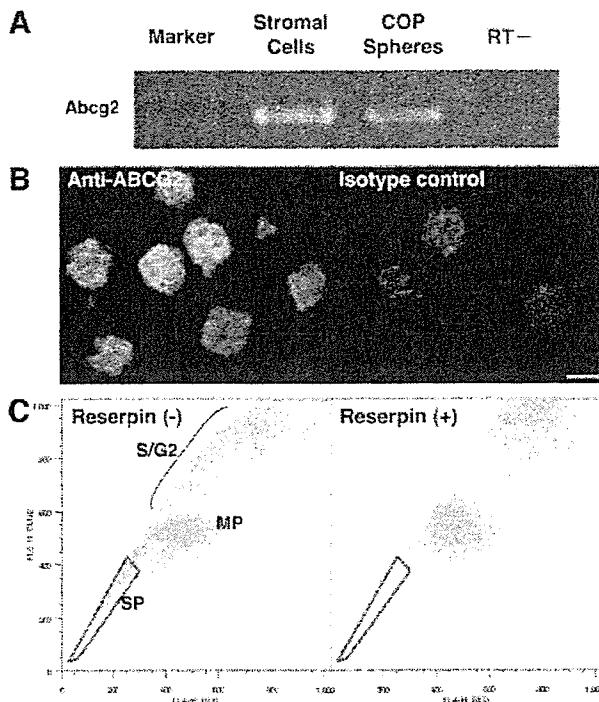 A
Marker
Stromal Cells
COP Spheres
RT−
Abcg2
B
Anti-ABCG2
Isotype control
C
Reserpin (-)
Reserpin (+)
S/G2
MP
SP